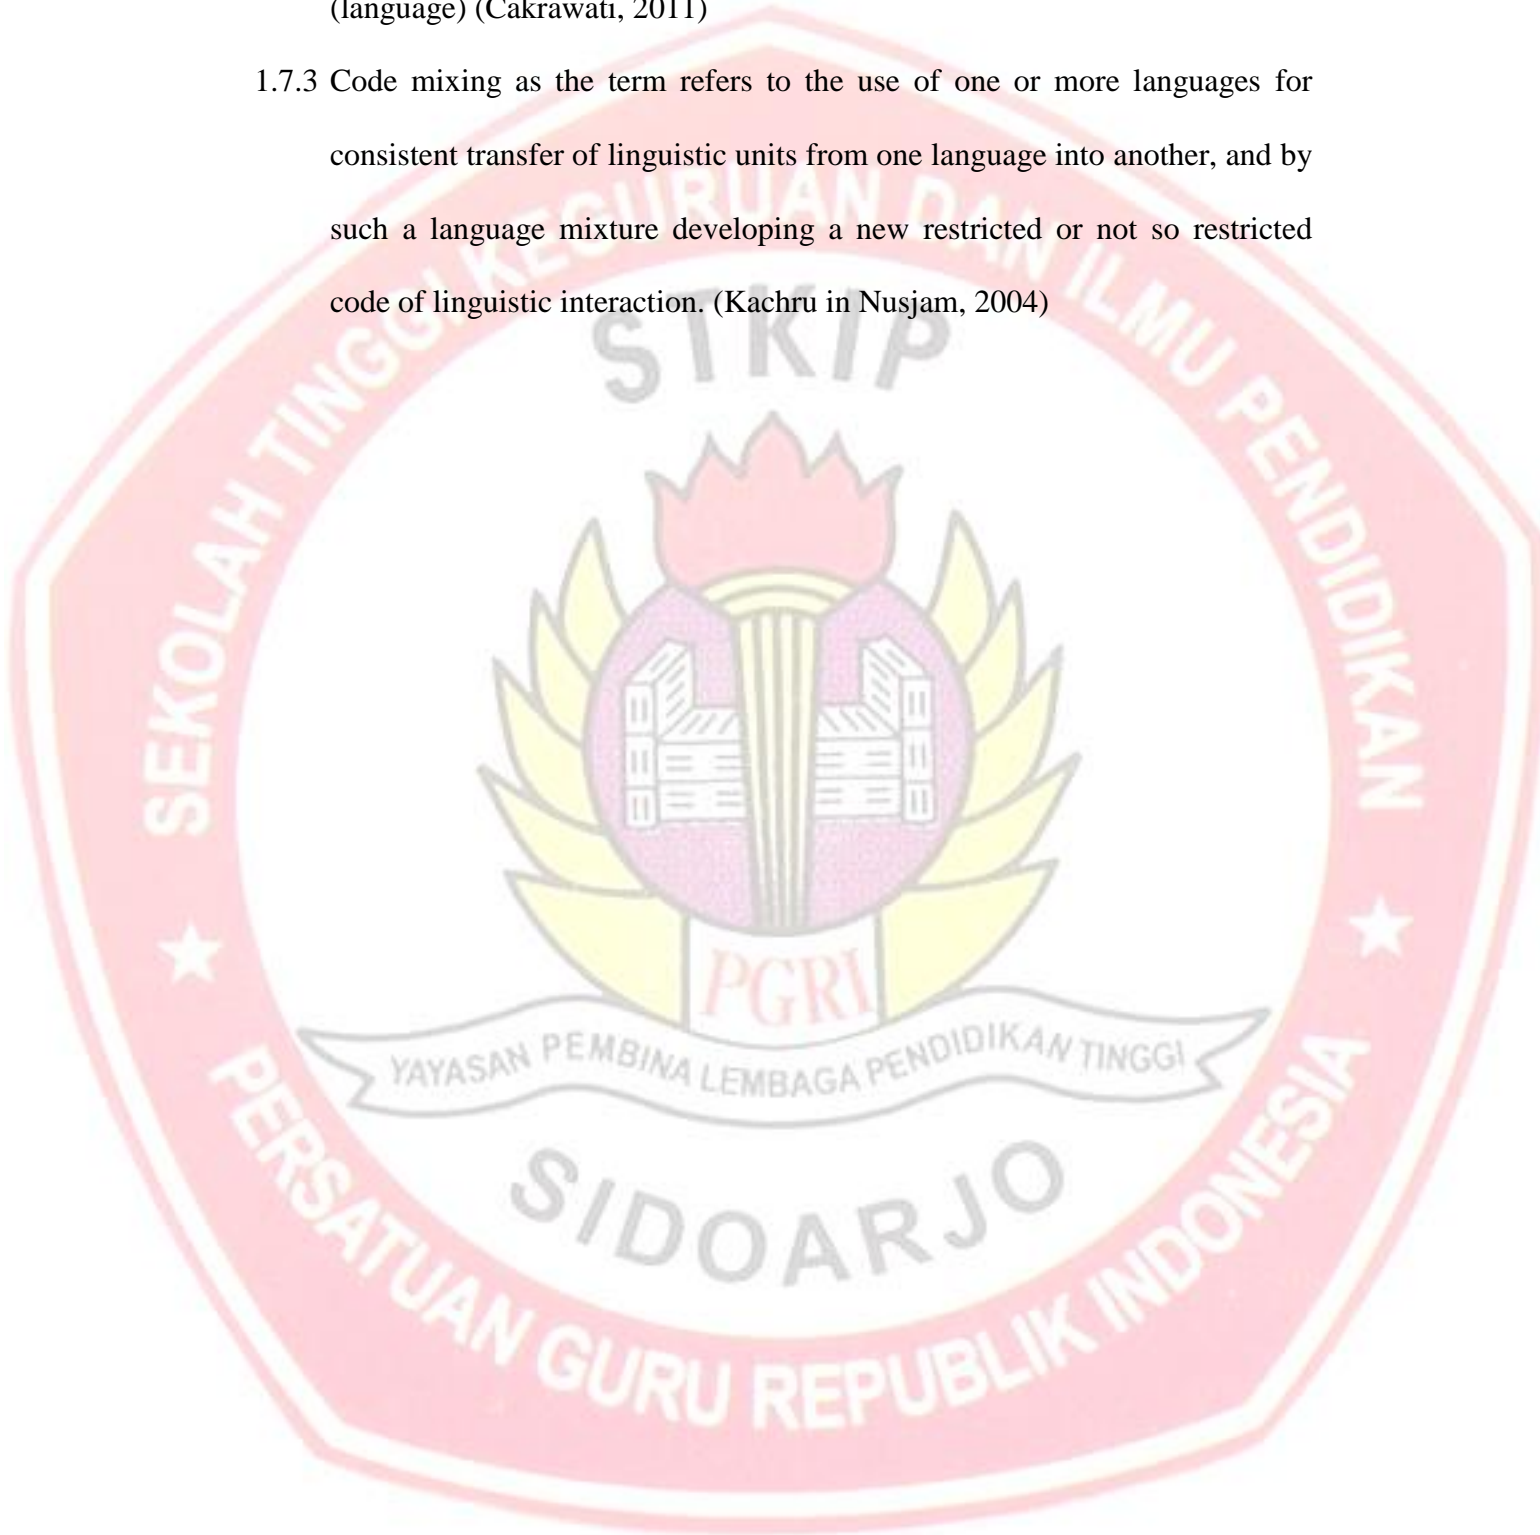 (language) (Cakrawati, 2011)
1.7.3 Code mixing as the term refers to the use of one or more languages for
consistent transfer of linguistic units from one language into another, and by
such a language mixture developing a new restricted or not so restricted
code of linguistic interaction. (Kachru in Nusjam, 2004)
SEKOLAH TINGGI KEGURUAN DAN ILMU PENDIDIKAN
STKIP
PGRI
YAYASAN PEMBINA LEMBAGA PENDIDIKAN TINGGI
SIDOARJO
PERSATUAN GURU REPUBLIK INDONESIA